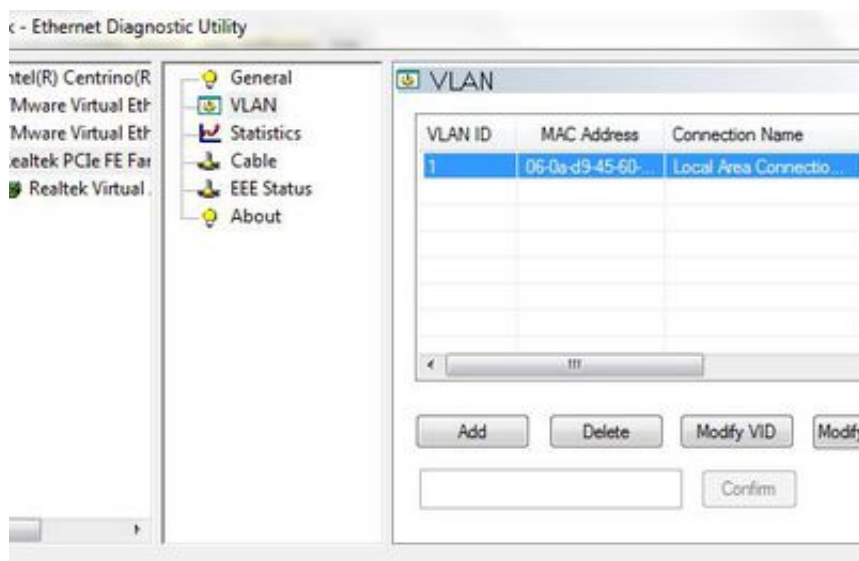 - Ethernet Diagnostic Utility
ntel(R) Centrino(R
Mware Virtual Eth
Mware Virtual Eth
ealtek PCIe FE Far
Realtek Virtual
General
VLAN
Statistics
Cable
EEE Status
About
VLAN
VLAN ID MAC Address Connection Name
1 06-0a-d9-45-60-... Local Area Connectio...
Add Delete Modify VID Modify
Confirm